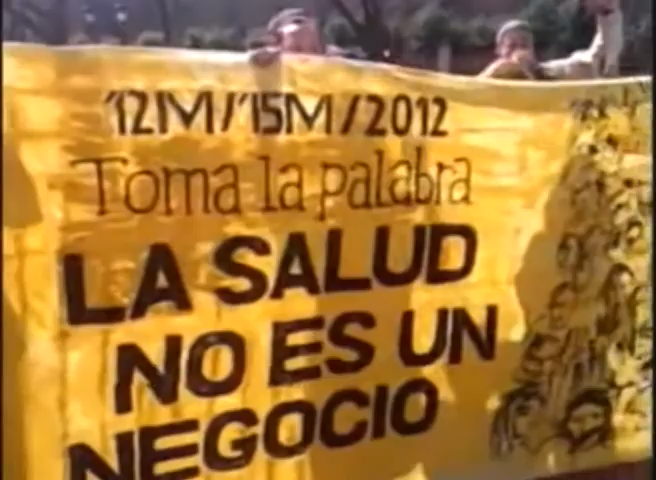 12M/15M/2012
Toma la palabra
LA SALUD
NO ES UN
NEGOCIO